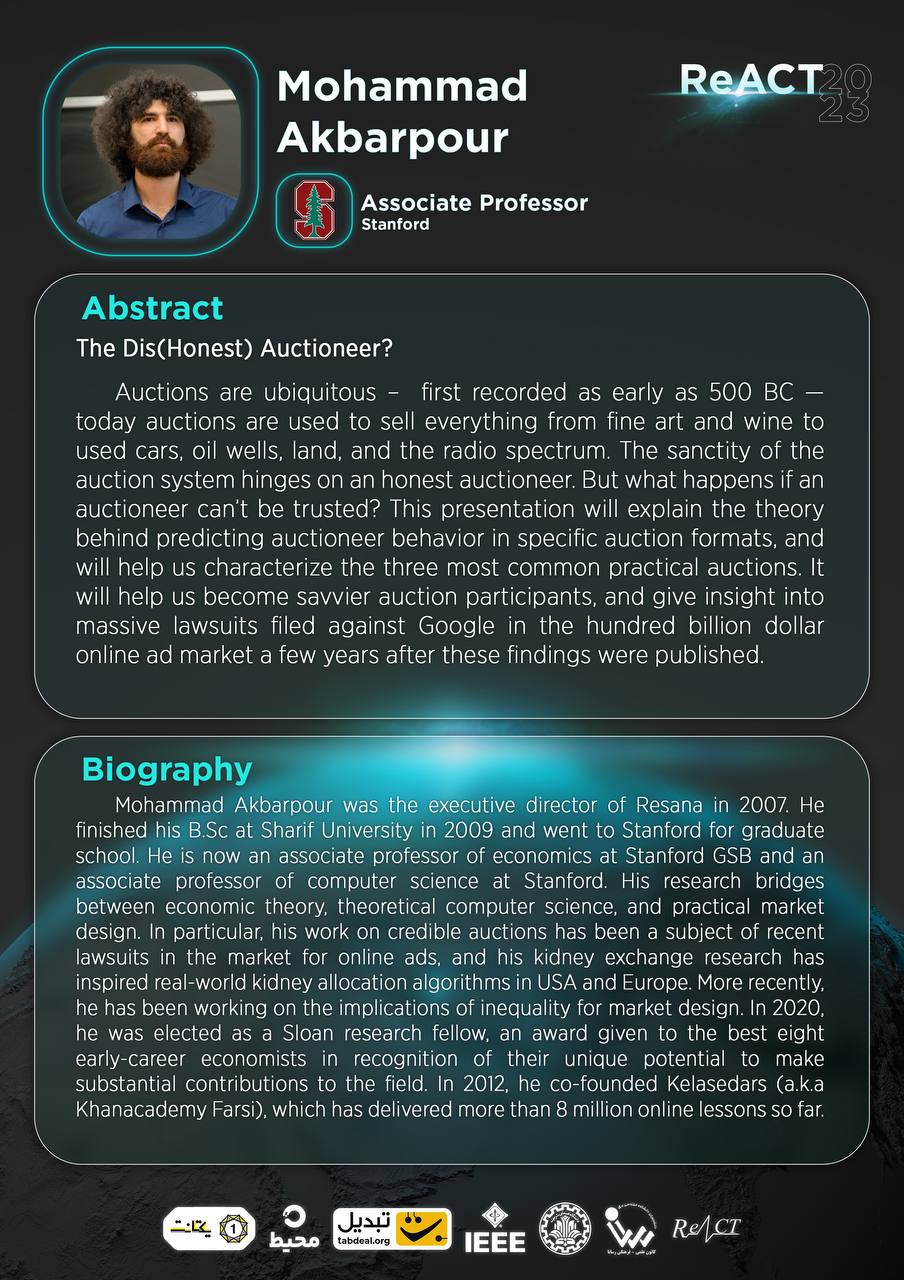 Mohammad
Akbarpour
ReACT
20
23
Associate Professor
Stanford
Abstract
The Dis(Honest) Auctioneer?
Auctions are ubiquitous – first recorded as early as 500 BC —
today auctions are used to sell everything from fine art and wine to
used cars, oil wells, land, and the radio spectrum. The sanctity of the
auction system hinges on an honest auctioneer. But what happens if an
auctioneer can’t be trusted? This presentation will explain the theory
behind predicting auctioneer behavior in specific auction formats, and
will help us characterize the three most common practical auctions. It
will help us become savvier auction participants, and give insight into
massive lawsuits filed against Google in the hundred billion dollar
online ad market a few years after these findings were published.
Biography
Mohammad Akbarpour was the executive director of Resana in 2007. He
finished his B.Sc at Sharif University in 2009 and went to Stanford for graduate
school. He is now an associate professor of economics at Stanford GSB and an
associate professor of computer science at Stanford. His research bridges
between economic theory, theoretical computer science, and practical market
design. In particular, his work on credible auctions has been a subject of recent
lawsuits in the market for online ads, and his kidney exchange research has
inspired real-world kidney allocation algorithms in USA and Europe. More recently,
he has been working on the implications of inequality for market design. In 2020,
he was elected as a Sloan research fellow, an award given to the best eight
early-career economists in recognition of their unique potential to make
substantial contributions to the field. In 2012, he co-founded Kelasedars (a.k.a
Khanacademy Farsi), which has delivered more than 8 million online lessons so far.
یکتانت
1
محیط
تبدیل
tabdeal.org
IEEE
ReACT